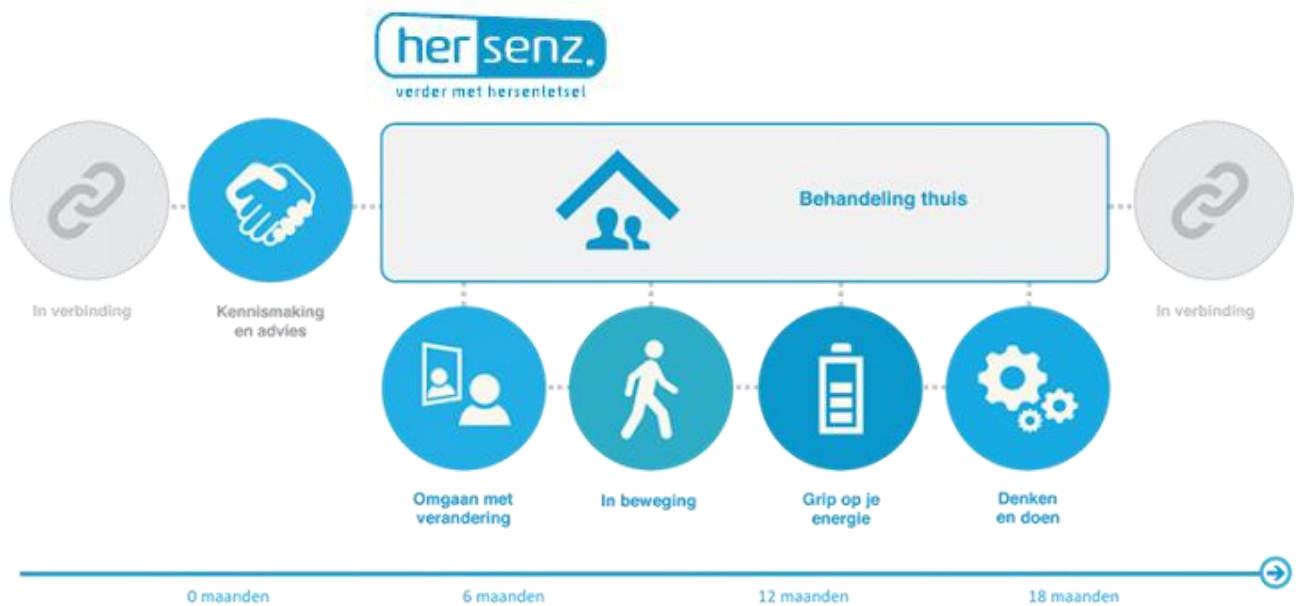 her senz.
verder met hersenletsel
Behandeling thuis
In verbinding
Kennismaking
en advies
In verbinding
Omgaan met
verandering
In beweging
Grip op je
energie
Denken
en doen
0 maanden
6 maanden
12 maanden
18 maanden